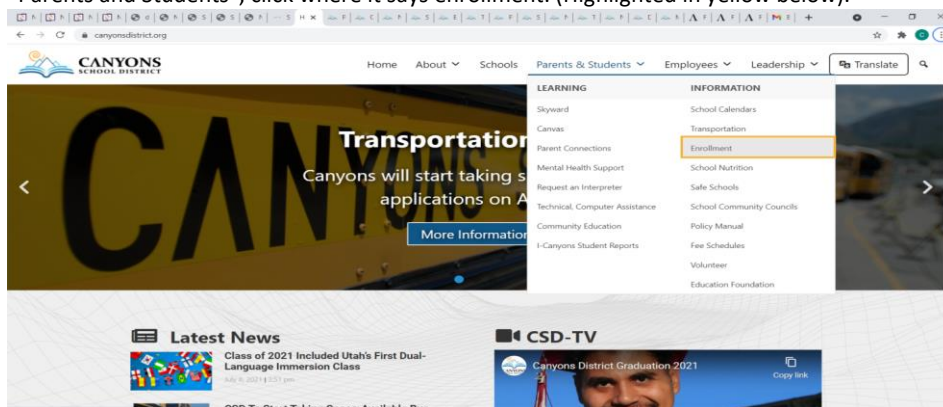 "Parents and Students", click where it says enrollment. (Highlighted in yellow below).
canyonsdistrict.org
CANYONS
SCHOOL DISTRICT
Home About Schools Parents & Students Employees Leadership Translate
LEARNING
Skyward
Canvas
Parent Connections
Mental Health Support
Request an Interpreter
Technical, Computer Assistance
Community Education
I-Canyons Student Reports
INFORMATION
School Calendars
Transportation
Enrollment
School Nutrition
Safe Schools
School Community Councils
Policy Manual
Fee Schedules
Volunteer
Education Foundation
CANYONS
Transportation
Canyons will start taking s
applications on A
More Information
Latest News
Class of 2021 Included Utah's First Dual-
Language Immersion Class
CSD-TV
Canyons District Graduation 2021
Copy link